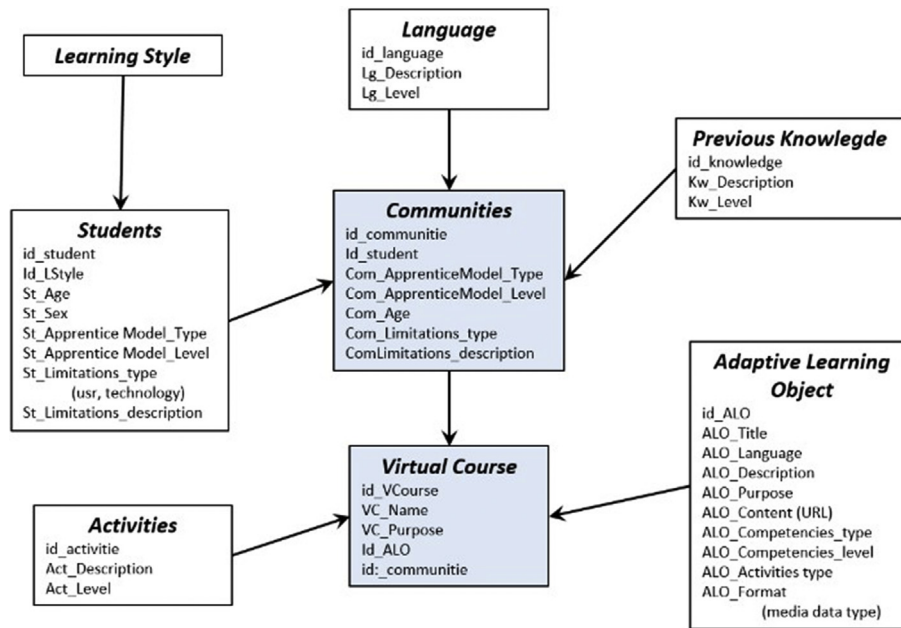 Learning Style
Language
id_language
Lg_Description
Lg_Level
Previous Knowlegde
id_knowledge
Kw_Description
Kw_Level
Students
id_student
Id_LStyle
St_Age
St_Sex
St_Apprentice Model_Type
St_Apprentice Model_Level
St_Limitations_type
(usr, technology)
St_Limitations_description
Communities
id_communitie
Id_student
Com_ApprenticeModel_Type
Com_ApprenticeModel_Level
Com_Age
Com_Limitations_type
ComLimitations_description
Adaptive Learning
Object
id_ALO
ALO_Title
ALO_Language
ALO_Description
ALO_Purpose
ALO_Content (URL)
ALO_Competencies_type
ALO_Competencies_level
ALO_Activities type
ALO_Format
(media data type)
Virtual Course
id_VCourse
VC_Name
VC_Purpose
Id_ALO
id:_communitie
Activities
id_activitie
Act_Description
Act_Level